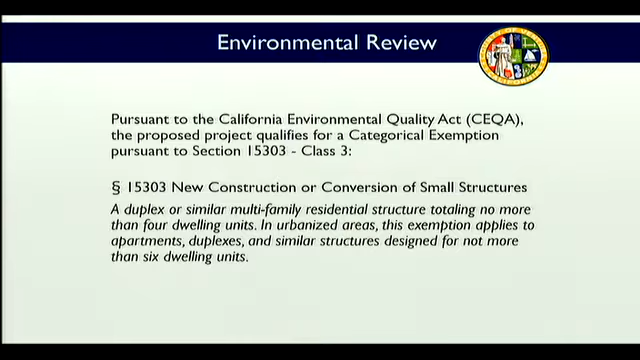 Environmental Review
Pursuant to the California Environmental Quality Act (CEQA),
the proposed project qualifies for a Categorical Exemption
pursuant to Section 15303 - Class 3:
§ 15303 New Construction or Conversion of Small Structures
A duplex or similar multi-family residential structure totaling no more
than four dwelling units. In urbanized areas, this exemption applies to
apartments, duplexes, and similar structures designed for not more
than six dwelling units.